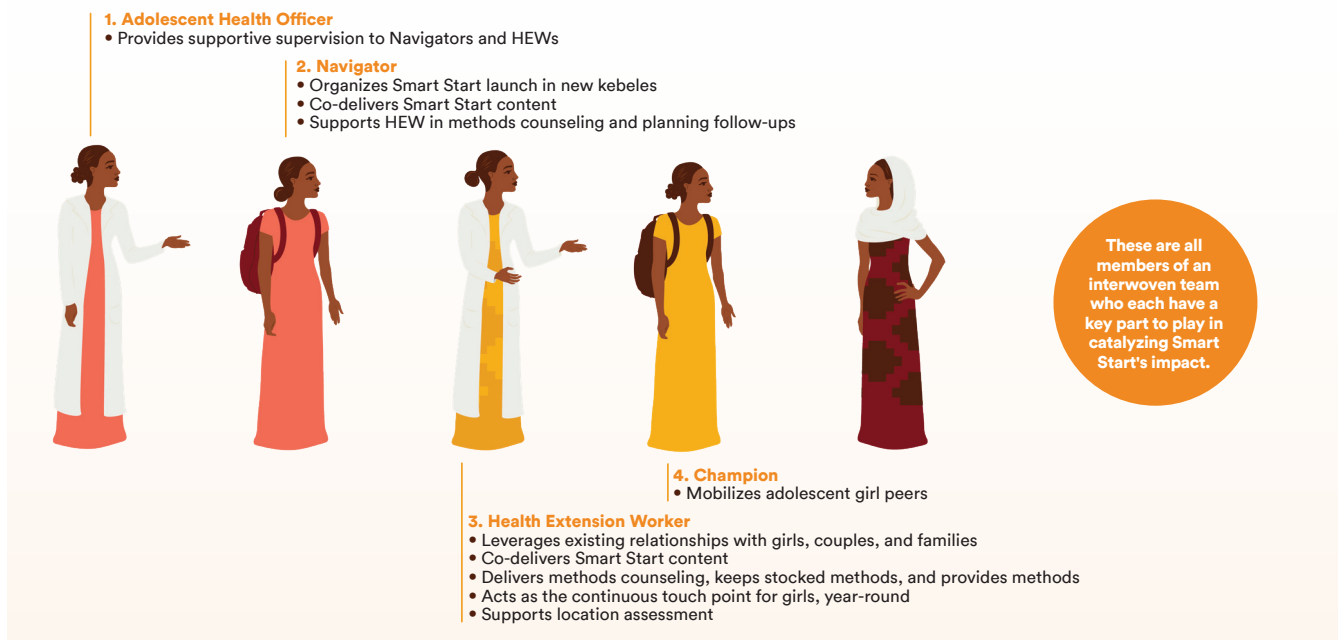 1. Adolescent Health Officer
• Provides supportive supervision to Navigators and HEWs
2. Navigator
• Organizes Smart Start launch in new kebeles
• Co-delivers Smart Start content
• Supports HEW in methods counseling and planning follow-ups
These are all
members of an
interwoven team
who each have a
key part to play in
catalyzing Smart
Start's impact.
4. Champion
• Mobilizes adolescent girl peers
3. Health Extension Worker
• Leverages existing relationships with girls, couples, and families
• Co-delivers Smart Start content
• Delivers methods counseling, keeps stocked methods, and provides methods
• Acts as the continuous touch point for girls, year-round
• Supports location assessment